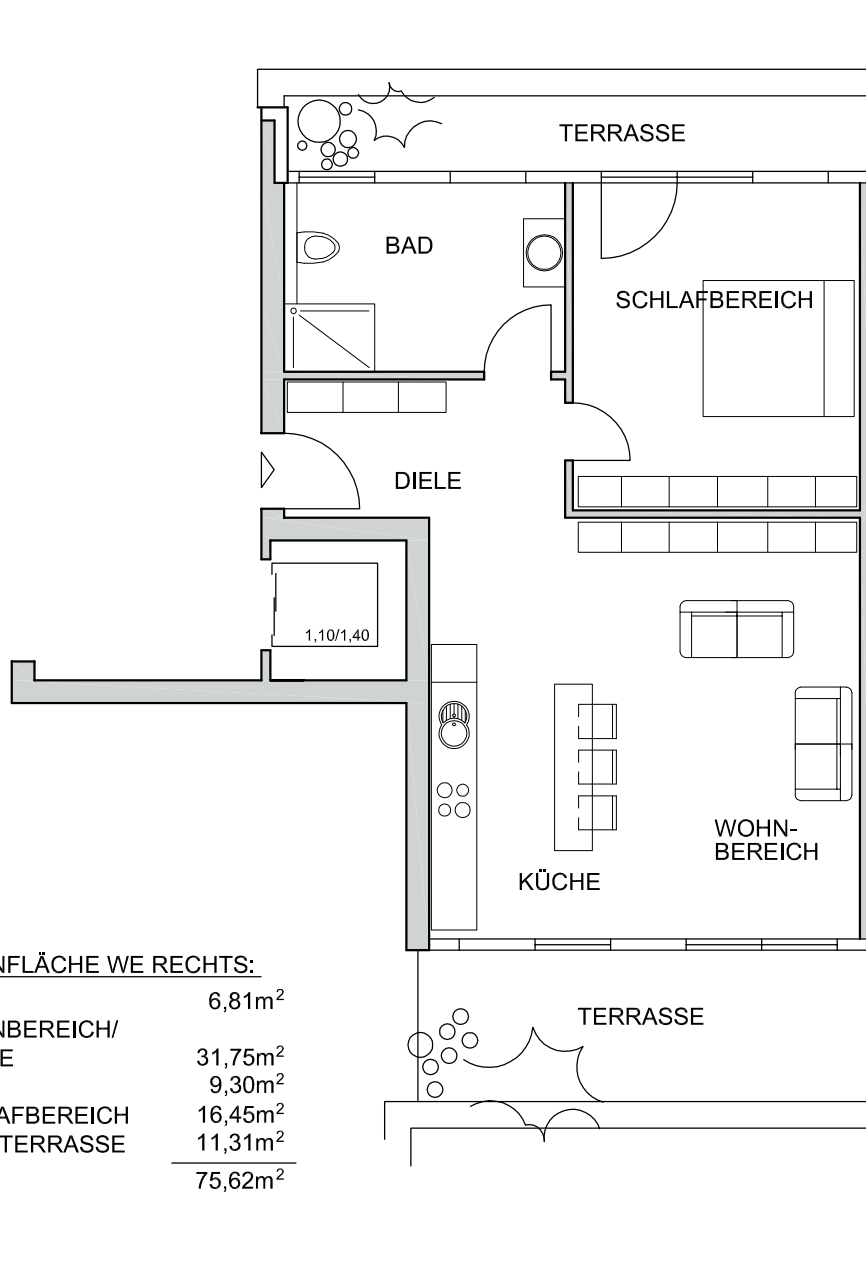 TERRASSE
BAD
SCHLAFBEREICH
DIELE
1,10/1,40
WOHN-
BEREICH
KÜCHE
TERRASSE
NFLÄCHE WE RECHTS:
6,81m²
NBEREICH/
E 31,75m²
9,30m²
AFBEREICH 16,45m²
TERRASSE 11,31m²
75,62m²